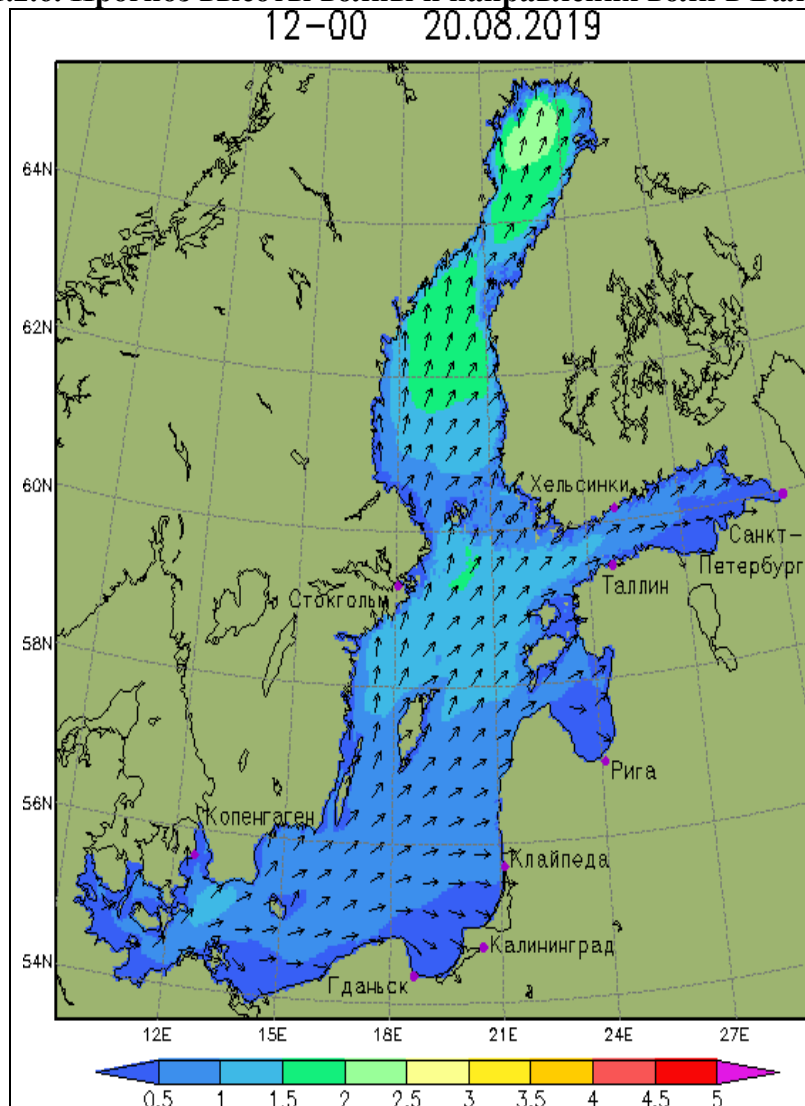 12-00 20.08.2019
64N
62N
Хельсинки
60N
Санкт-
Петербург
Таллин
Стокгольм
58N
Рига
56N
Копенгаген
Клайпеда
Калининград
54N
Гданьск
12E 15E 18E 21E 24E 27E
0.5 1 1.5 2 2.5 3 3.5 4 4.5 5